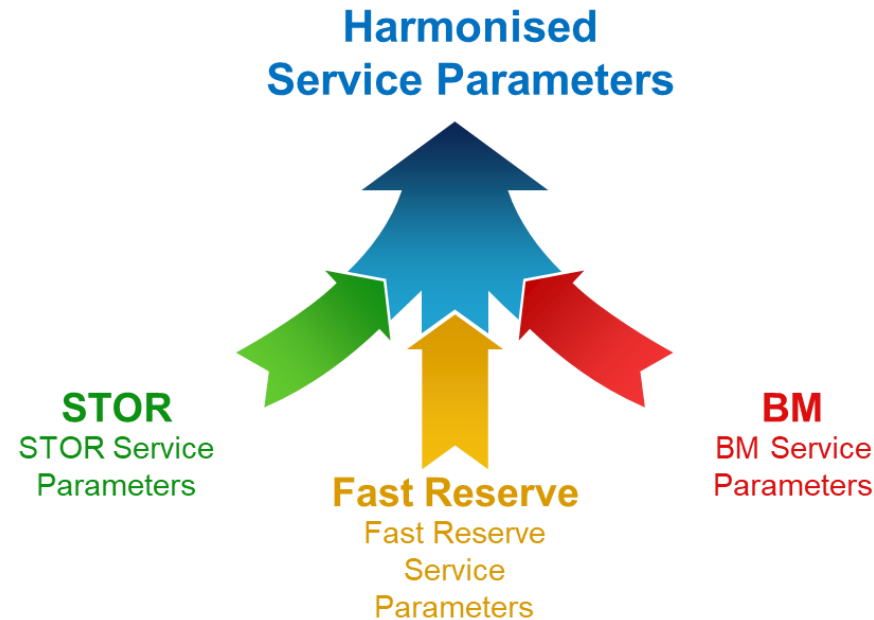 Harmonised
Service Parameters
STOR
STOR Service
Parameters
Fast Reserve
Fast Reserve
Service
Parameters
BM
BM Service
Parameters